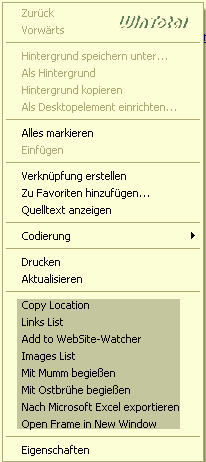 Zurück
WinTotal
Vorwärts
Hintergrund speichern unter...
Als Hintergrund
Hintergrund kopieren
Als Desktopelement einrichten...
Alles markieren
Einfügen
Verknüpfung erstellen
Zu Favoriten hinzufügen...
Quelltext anzeigen
Codierung
Drucken
Aktualisieren
Copy Location
Links List
Add to WebSite-Watcher
Images List
Mit Mumm begießen
Mit Ostbrühe begießen
Nach Microsoft Excel exportieren
Open Frame in New Window
Eigenschaften